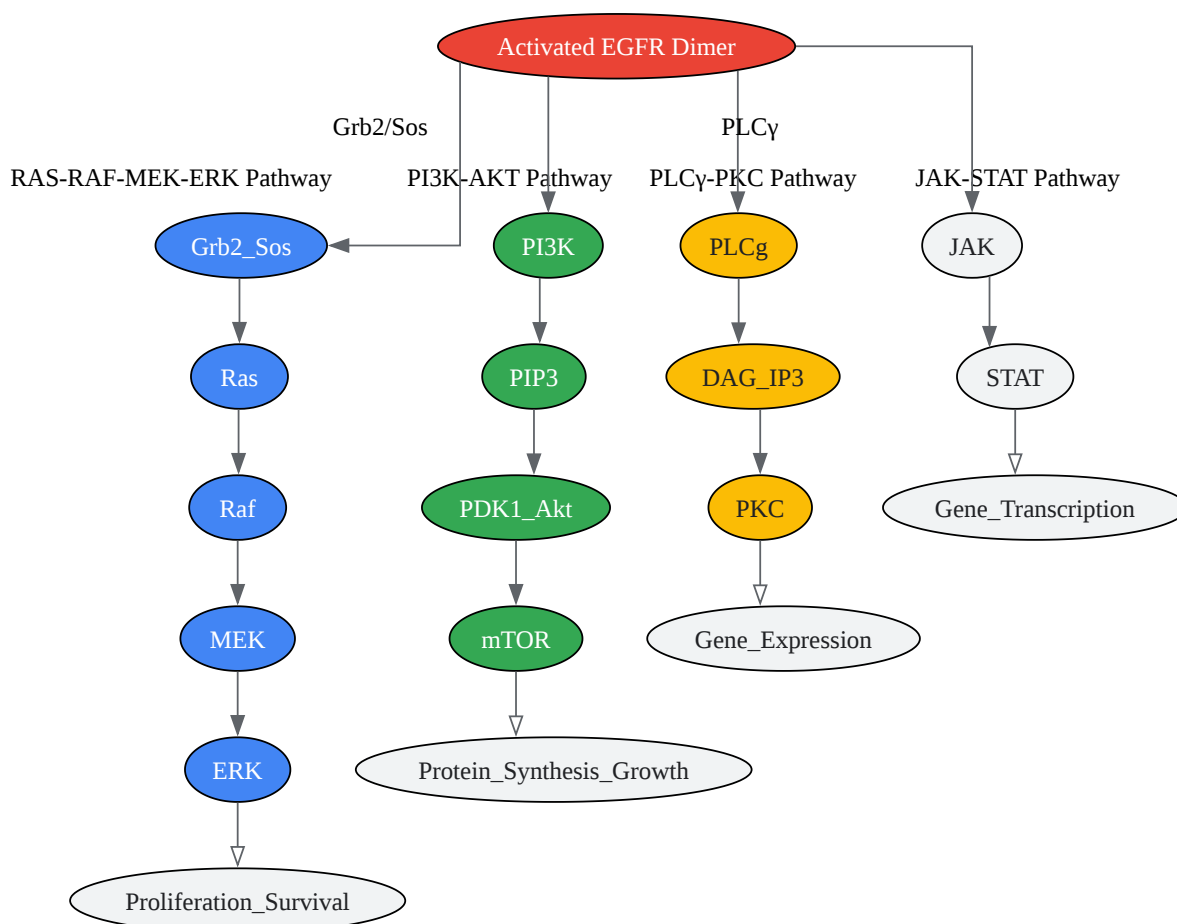 Activated EGFR Dimer
Grb2/Sos
PLCγ
RAS-RAF-MEK-ERK Pathway
PI3K-AKT Pathway
PLCγ-PKC Pathway
JAK-STAT Pathway
Grb2_Sos
PI3K
PLCg
JAK
Ras
PIP3
DAG_IP3
STAT
Raf
PDK1_Akt
PKC
Gene_Transcription
MEK
mTOR
Gene_Expression
ERK
Protein_Synthesis_Growth
Proliferation_Survival